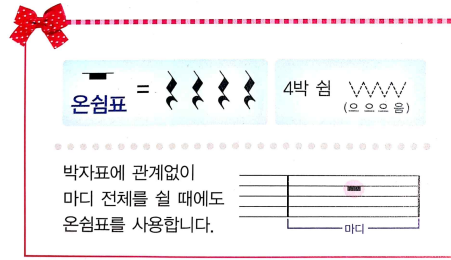 온쉼표 =
4박 쉼
(으 으 으 음)
박자표에 관계없이
마디 전체를 쉴 때에도
온쉼표를 사용합니다.
마디